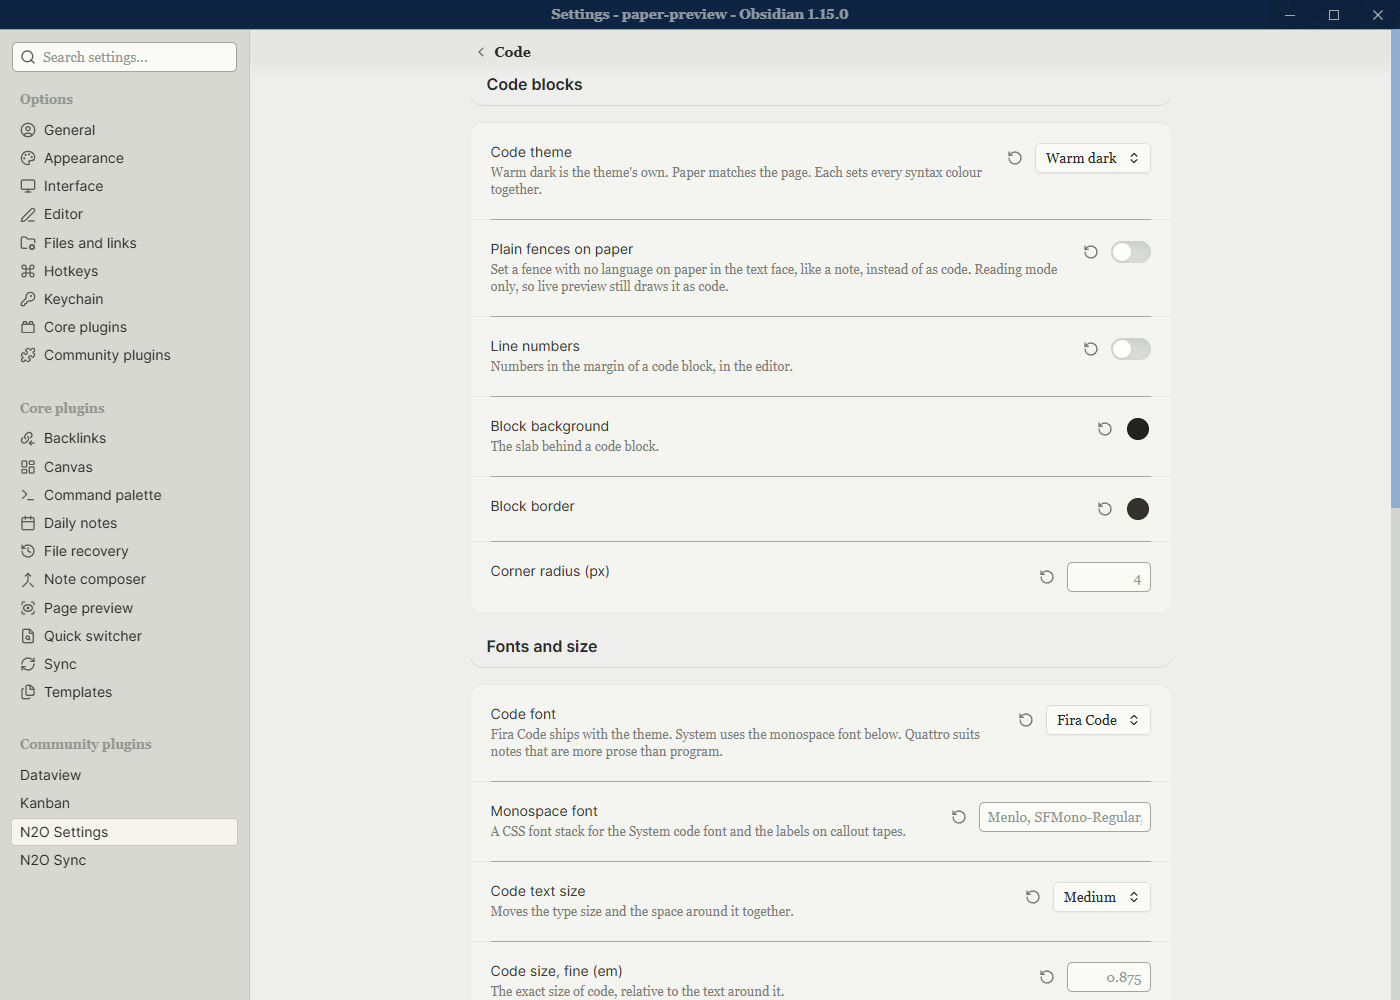 Settings - paper-preview - Obsidian 1.15.0
Search settings...
Options
General
Appearance
Interface
Editor
Files and links
Hotkeys
Keychain
Core plugins
Community plugins
Core plugins
Backlinks
Canvas
Command palette
Daily notes
File recovery
Note composer
Page preview
Quick switcher
Sync
Templates
Community plugins
Dataview
Kanban
N2O Settings
N2O Sync
Code
Code blocks
Code theme
Warm dark is the theme's own. Paper matches the page. Each sets every syntax colour
together.
Warm dark
Plain fences on paper
Set a fence with no language on paper in the text face, like a note, instead of as code. Reading mode
only, so live preview still draws it as code.
Line numbers
Numbers in the margin of a code block, in the editor.
Block background
The slab behind a code block.
Block border
Corner radius (px)
4
Fonts and size
Code font
Fira Code ships with the theme. System uses the monospace font below. Quattro suits
notes that are more prose than program.
Fira Code
Monospace font
A CSS font stack for the System code font and the labels on callout tapes.
Menlo, SFMono-Regular,
Code text size
Moves the type size and the space around it together.
Medium
Code size, fine (em)
The exact size of code, relative to the text around it.
0.875